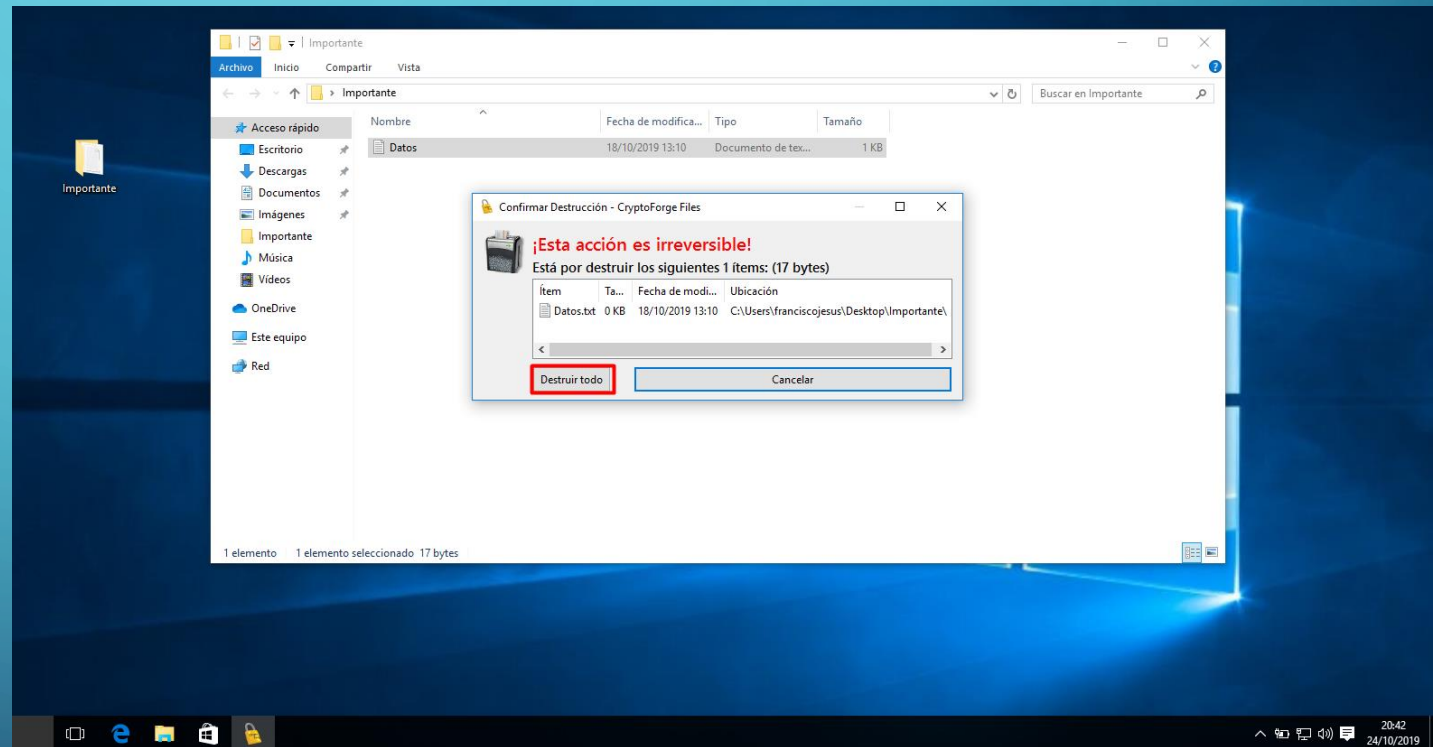 Importante
Archivo Inicio Compartir Vista
Importante
Buscar en Importante
Nombre Fecha de modifica... Tipo Tamaño
Acceso rápido
Escritorio
Descargas
Documentos
Imágenes
Importante
Música
Vídeos
OneDrive
Este equipo
Red
Datos 18/10/2019 13:10 Documento de tex... 1 KB
Importante
Confirmar Destrucción - CryptoForge Files
¡Esta acción es irreversible!
Está por destruir los siguientes 1 ítems: (17 bytes)
Ítem Ta... Fecha de modi... Ubicación
Datos.txt 0 KB 18/10/2019 13:10 C:\Users\franciscojesus\Desktop\Importante\
Destruir todo Cancelar
1 elemento 1 elemento seleccionado 17 bytes
20:42
24/10/2019